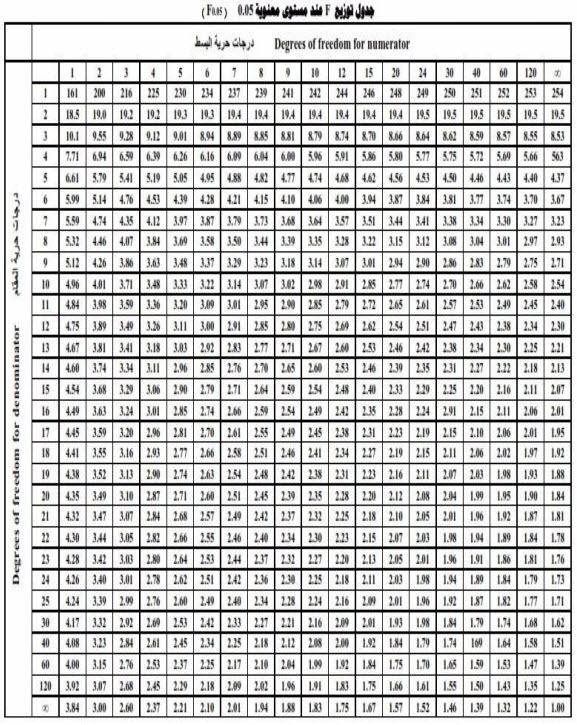 جدول توزيع F عند مستوى معنوية 0.05 (F0.05)
درجات حرية البسط Degrees of freedom for numerator
1 2 3 4 5 6 7 8 9 10 12 15 20 24 30 40 60 120 ∞
1 161 200 216 225 230 234 237 239 241 242 244 246 248 249 250 251 252 253 254
2 18.5 19.0 19.2 19.2 19.3 19.3 19.4 19.4 19.4 19.4 19.4 19.4 19.4 19.5 19.5 19.5 19.5 19.5 19.5
3 10.1 9.55 9.28 9.12 9.01 8.94 8.89 8.85 8.81 8.79 8.74 8.70 8.66 8.64 8.62 8.59 8.57 8.55 8.53
4 7.71 6.94 6.59 6.39 6.26 6.16 6.09 6.04 6.00 5.96 5.91 5.86 5.80 5.77 5.75 5.72 5.69 5.66 563
5 6.61 5.79 5.41 5.19 5.05 4.95 4.88 4.82 4.77 4.74 4.68 4.62 4.56 4.53 4.50 4.46 4.43 4.40 4.37
6 5.99 5.14 4.76 4.53 4.39 4.28 4.21 4.15 4.10 4.06 4.00 3.94 3.87 3.84 3.81 3.77 3.74 3.70 3.67
7 5.59 4.74 4.35 4.12 3.97 3.87 3.79 3.73 3.68 3.64 3.57 3.51 3.44 3.41 3.38 3.34 3.30 3.27 3.23
8 5.32 4.46 4.07 3.84 3.69 3.58 3.50 3.44 3.39 3.35 3.28 3.22 3.15 3.12 3.08 3.04 3.01 2.97 2.93
9 5.12 4.26 3.86 3.63 3.48 3.37 3.29 3.23 3.18 3.14 3.07 3.01 2.94 2.90 2.86 2.83 2.79 2.75 2.71
10 4.96 4.01 3.71 3.48 3.33 3.22 3.14 3.07 3.02 2.98 2.91 2.85 2.77 2.74 2.70 2.66 2.62 2.58 2.54
11 4.84 3.98 3.59 3.36 3.20 3.09 3.01 2.95 2.90 2.85 2.79 2.72 2.65 2.61 2.57 2.53 2.49 2.45 2.40
12 4.75 3.89 3.49 3.26 3.11 3.00 2.91 2.85 2.80 2.75 2.69 2.62 2.54 2.51 2.47 2.43 2.38 2.34 2.30
13 4.67 3.81 3.41 3.18 3.03 2.92 2.83 2.77 2.71 2.67 2.60 2.53 2.46 2.42 2.38 2.34 2.30 2.25 2.21
14 4.60 3.74 3.34 3.11 2.96 2.85 2.76 2.70 2.65 2.60 2.53 2.46 2.39 2.35 2.31 2.27 2.22 2.18 2.13
15 4.54 3.68 3.29 3.06 2.90 2.79 2.71 2.64 2.59 2.54 2.48 2.40 2.33 2.29 2.25 2.20 2.16 2.11 2.07
16 4.49 3.63 3.24 3.01 2.85 2.74 2.66 2.59 2.54 2.49 2.42 2.35 2.28 2.24 2.91 2.15 2.11 2.06 2.01
17 4.45 3.59 3.20 2.96 2.81 2.70 2.61 2.55 2.49 2.45 2.38 2.31 2.23 2.19 2.15 2.10 2.06 2.01 1.95
18 4.41 3.55 3.16 2.93 2.77 2.66 2.58 2.51 2.46 2.41 2.34 2.27 2.19 2.15 2.11 2.06 2.02 1.97 1.92
19 4.38 3.52 3.13 2.90 2.74 2.63 2.54 2.48 2.42 2.38 2.31 2.23 2.16 2.11 2.07 2.03 1.98 1.93 1.88
20 4.35 3.49 3.10 2.87 2.71 2.60 2.51 2.45 2.39 2.35 2.28 2.20 2.12 2.08 2.04 1.99 1.95 1.90 1.84
21 4.32 3.47 3.07 2.84 2.68 2.57 2.49 2.42 2.37 2.32 2.25 2.18 2.10 2.05 2.01 1.96 1.92 1.87 1.81
22 4.30 3.44 3.05 2.82 2.66 2.55 2.46 2.40 2.34 2.30 2.23 2.15 2.07 2.03 1.98 1.94 1.89 1.84 1.78
23 4.28 3.42 3.03 2.80 2.64 2.53 2.44 2.37 2.32 2.27 2.20 2.13 2.05 2.01 1.96 1.91 1.86 1.81 1.76
24 4.26 3.40 3.01 2.78 2.62 2.51 2.42 2.36 2.30 2.25 2.18 2.11 2.03 1.98 1.94 1.89 1.84 1.79 1.73
25 4.24 3.39 2.99 2.76 2.60 2.49 2.40 2.34 2.28 2.24 2.16 2.09 2.01 1.96 1.92 1.87 1.82 1.77 1.71
30 4.17 3.32 2.92 2.69 2.53 2.42 2.33 2.27 2.21 2.16 2.09 2.01 1.93 1.98 1.84 1.79 1.74 1.68 1.62
40 4.08 3.23 2.84 2.61 2.45 2.34 2.25 2.18 2.12 2.08 2.00 1.92 1.84 1.79 1.74 169 1.64 1.58 1.51
60 4.00 3.15 2.76 2.53 2.37 2.25 2.17 2.10 2.04 1.99 1.92 1.84 1.75 1.70 1.65 1.59 1.53 1.47 1.39
120 3.92 3.07 2.68 2.45 2.29 2.18 2.09 2.02 1.96 1.91 1.83 1.75 1.66 1.61 1.55 1.50 1.43 1.35 1.25
∞ 3.84 3.00 2.60 2.37 2.21 2.10 2.01 1.94 1.88 1.83 1.75 1.67 1.57 1.52 1.46 1.39 1.32 1.22 1.00
Degrees of freedom for denominator درجات حرية المقام